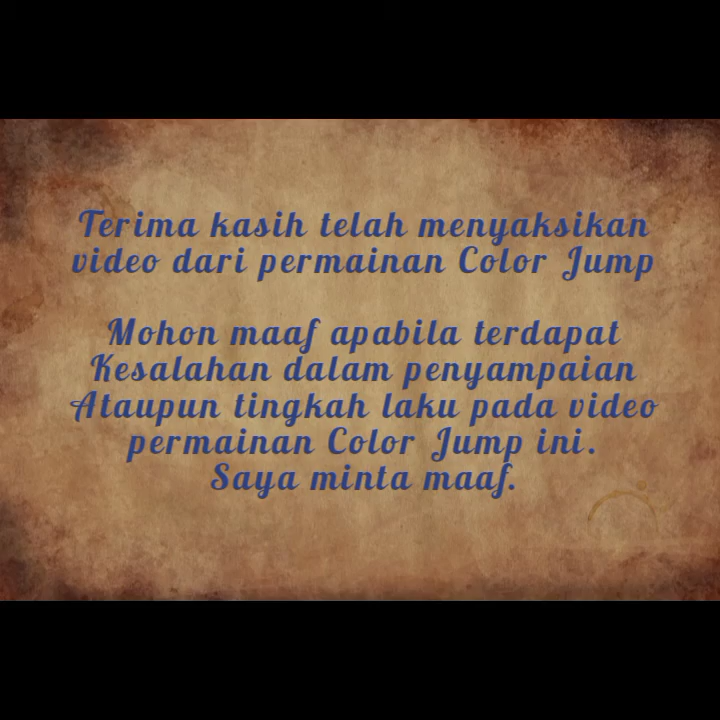 Terima kasih telah menyaksikan
video dari permainan Color Jump
Mohon maaf apabila terdapat
Kesalahan dalam penyampaian
Ataupun tingkah laku pada video
permainan Color Jump ini.
Saya minta maaf.